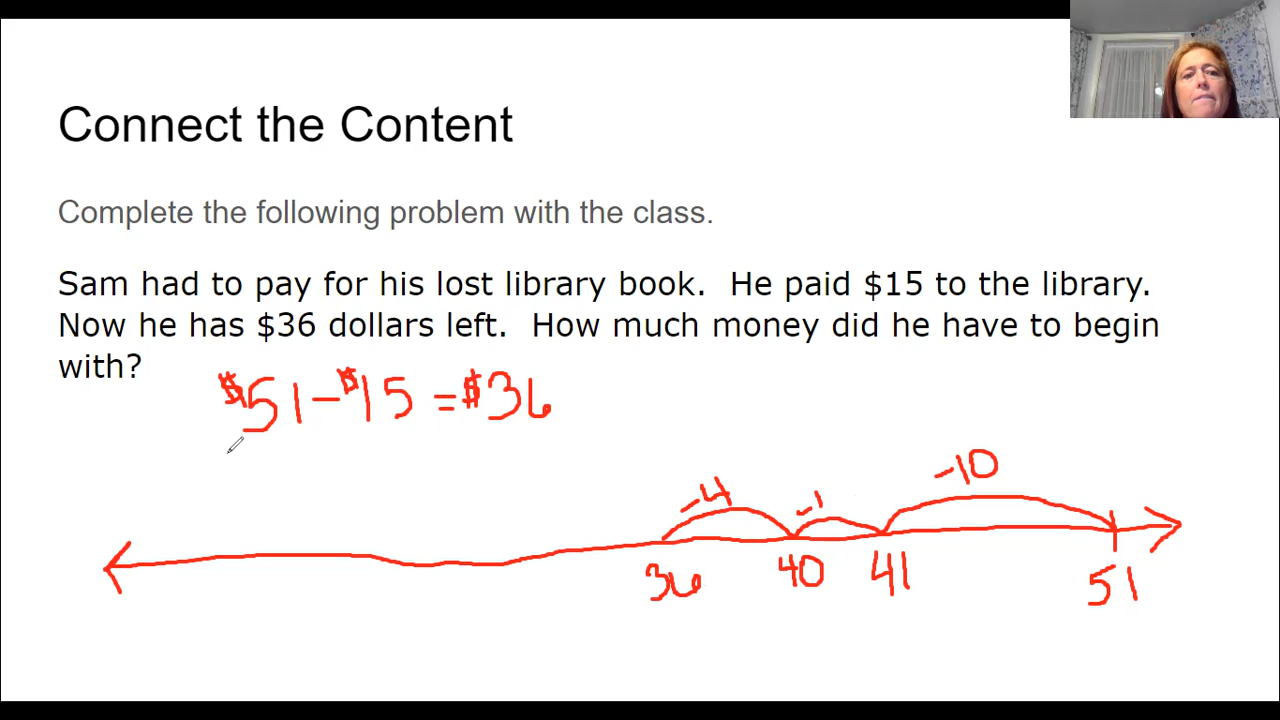 Connect the Content
Complete the following problem with the class.
Sam had to pay for his lost library book.  He paid $15 to the library.
Now he has $36 dollars left.  How much money did he have to beg
with?
$51-$15=$36
-4 -1 -10
36 40 41 51